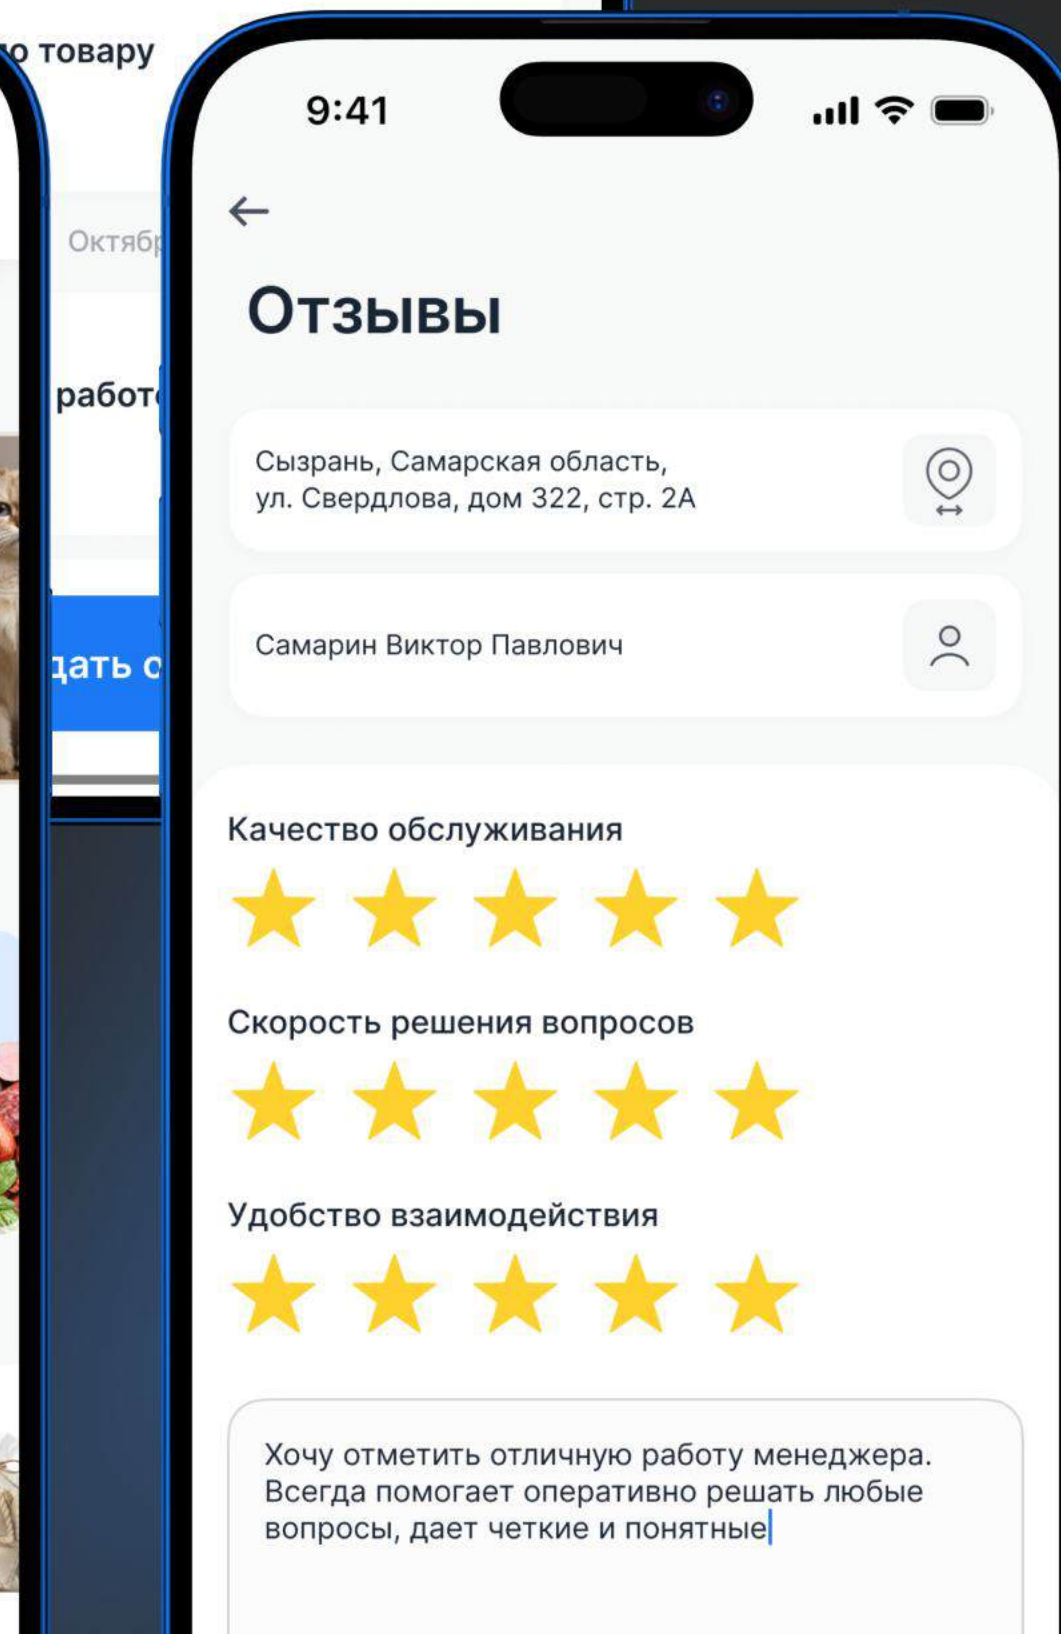 о товару
Октябр
работ
дать о
9:41
Отзывы
Сызрань, Самарская область,
ул. Свердлова, дом 322, стр. 2А
Самарин Виктор Павлович
Качество обслуживания
Скорость решения вопросов
Удобство взаимодействия
Хочу отметить отличную работу менеджера.
Всегда помогает оперативно решать любые
вопросы, дает четкие и понятные